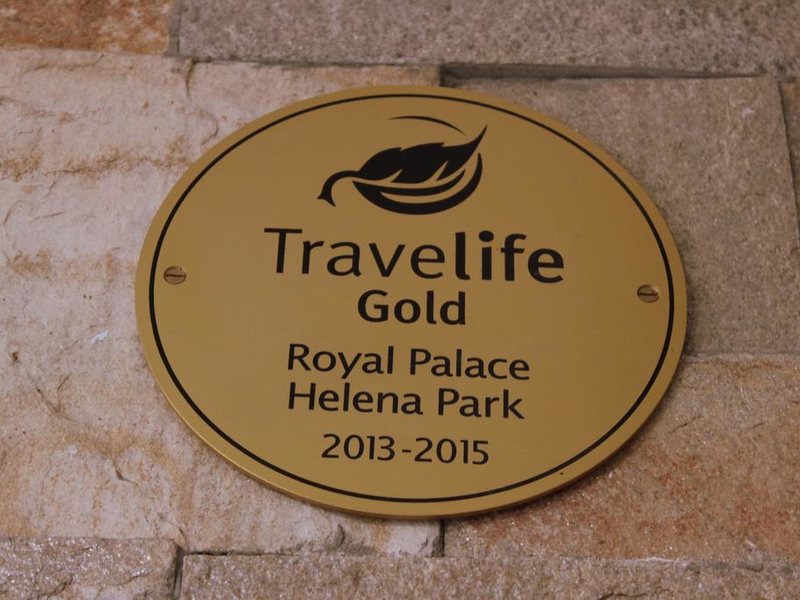 Travelife
Gold
Royal Palace
Helena Park
2013-2015